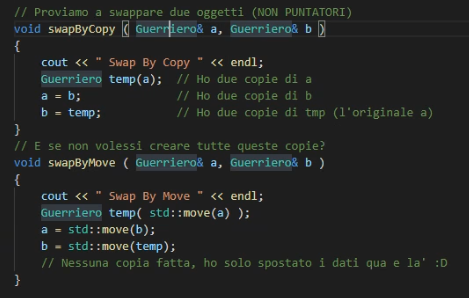 // Proviamo a swappare due oggetti (NON PUNTATORI)
void swapByCopy ( Guerriero& a, Guerriero& b )
{
    cout << " Swap By Copy " << endl;
    Guerriero temp(a);  // Ho due copie di a
    a = b;              // Ho due copie di b
    b = temp;           // Ho due copie di tmp (l'originale a)
}
// E se non volessi creare tutte queste copie?
void swapByMove ( Guerriero& a, Guerriero& b )
{
    cout << " Swap By Move " << endl;
    Guerriero temp( std::move(a) );
    a = std::move(b);
    b = std::move(temp);
    // Nessuna copia fatta, ho solo spostato i dati qua e la' :D
}